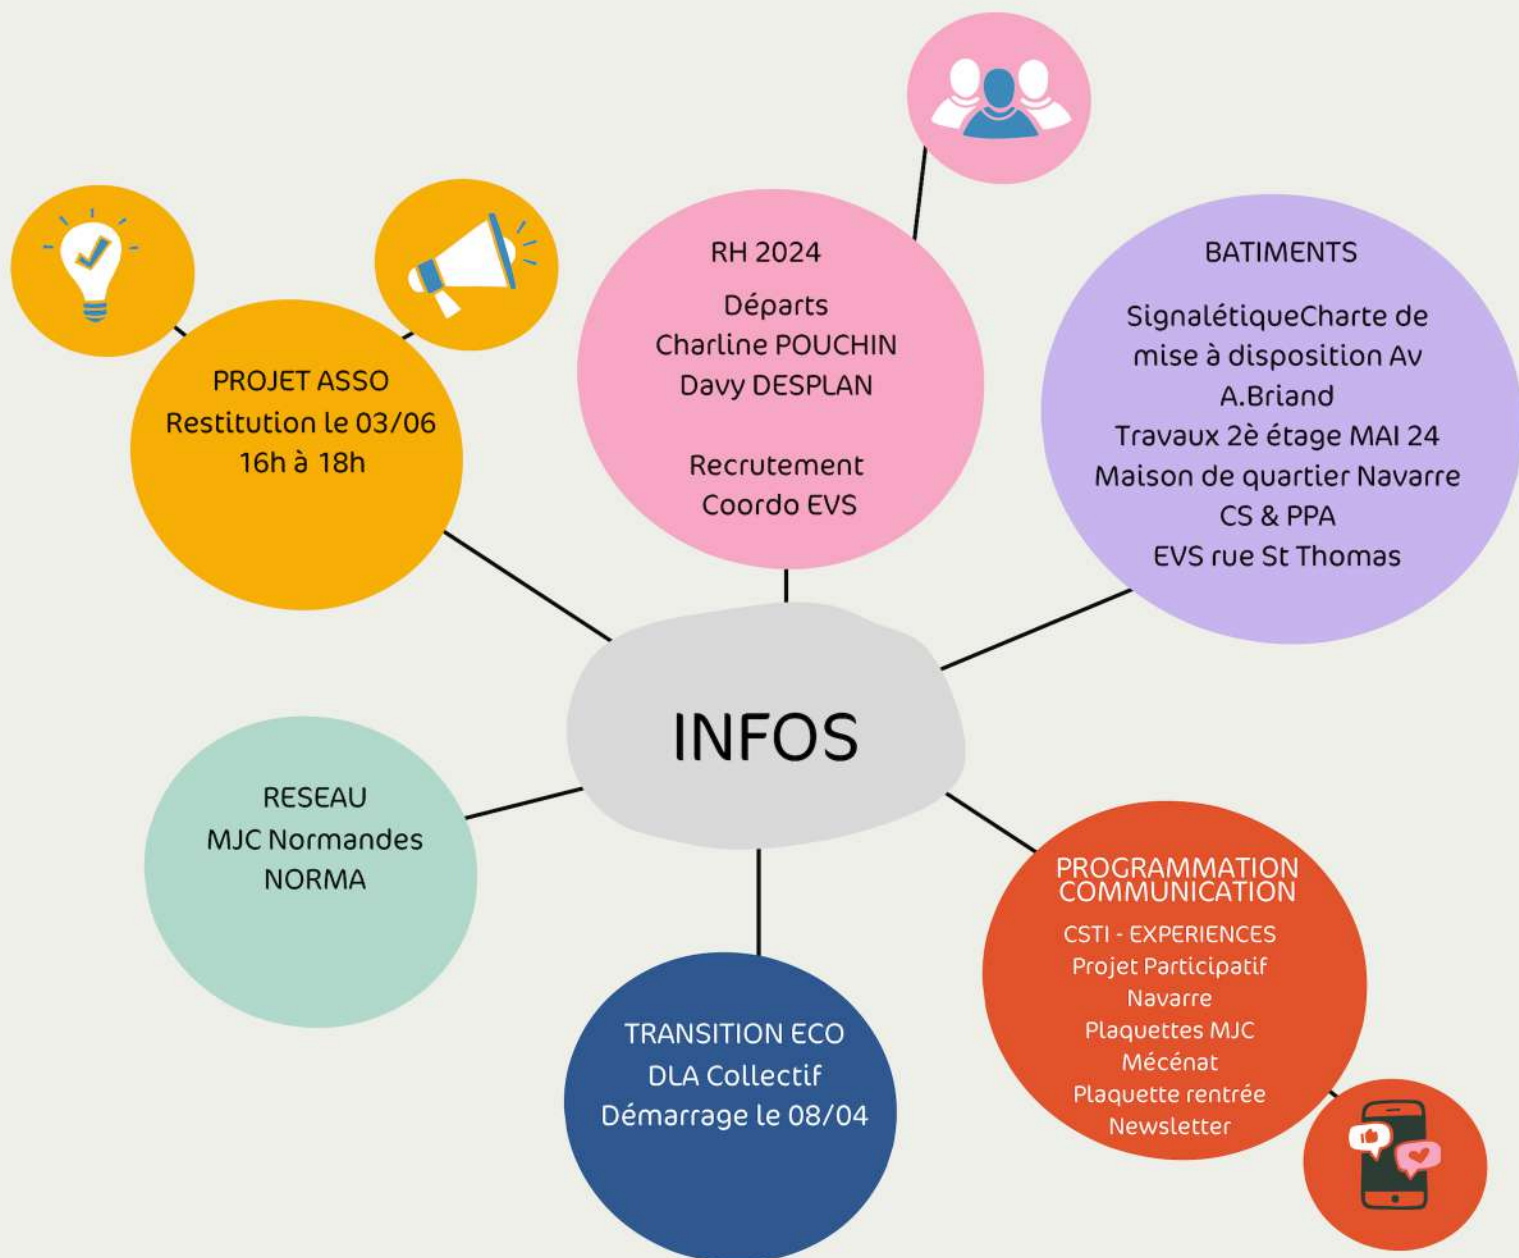 PROJET ASSO
Restitution le 03/06
16h à 18h
RH 2024
Départs
Charline POUCHIN
Davy DESPLAN
Recrutement
Coordo EVS
BATIMENTS
SignalétiqueCharte de
mise à disposition Av
A.Briand
Travaux 2è étage MAI 24
Maison de quartier Navarre
CS & PPA
EVS rue St Thomas
INFOS
RESEAU
MJC Normandes
NORMA
TRANSITION ECO
DLA Collectif
Démarrage le 08/04
PROGRAMMATION
COMMUNICATION
CSTI - EXPERIENCES
Projet Participatif
Navarre
Plaquettes MJC
Mécénat
Plaquette rentrée
Newsletter